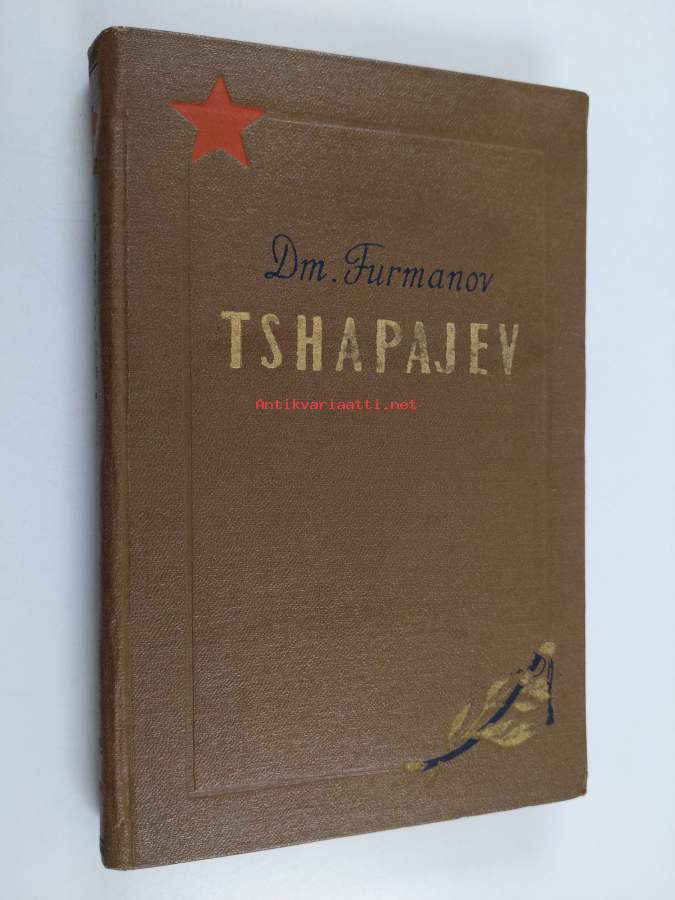 Dm. Furmanov
TSHAPAJEV
Antikvariaatti.net